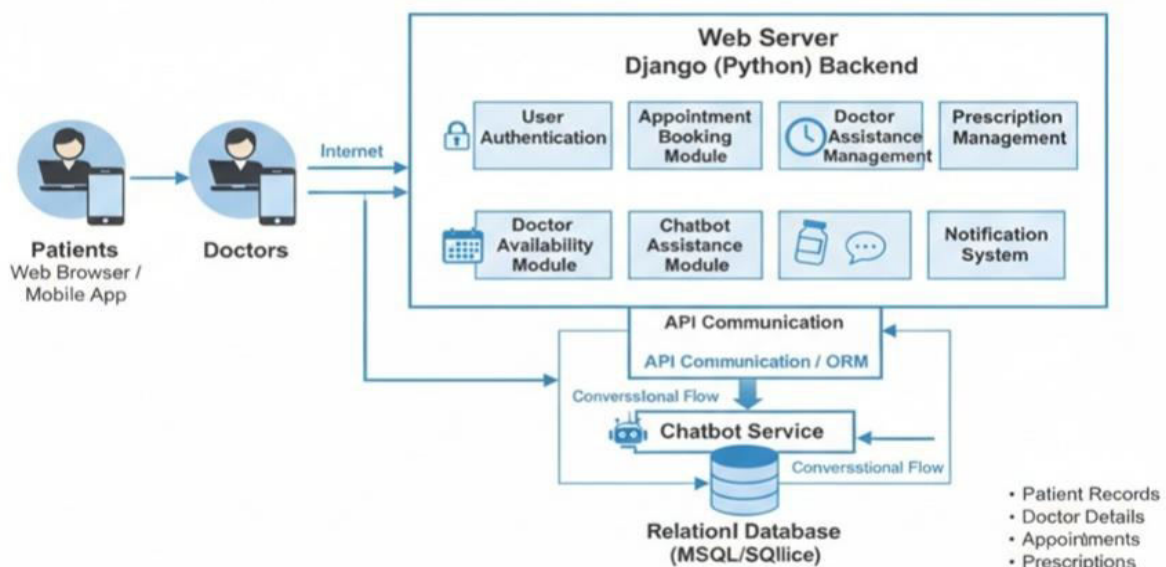 Web Server
Django (Python) Backend
User
Authentication
Appointment
Booking
Module
Doctor
Assistance
Management
Prescription
Management
Internet
Patients
Web Browser /
Mobile App
Doctors
Doctor
Availability
Module
Chatbot
Assistance
Module
Notification
System
API Communication
API Communication / ORM
ConverssIonal Flow
Chatbot Service
Converstional Flow
RelationI Database
(MSQL/SQllice)
• Patient Records
• Doctor Details
• Appointments
• Prescriptions